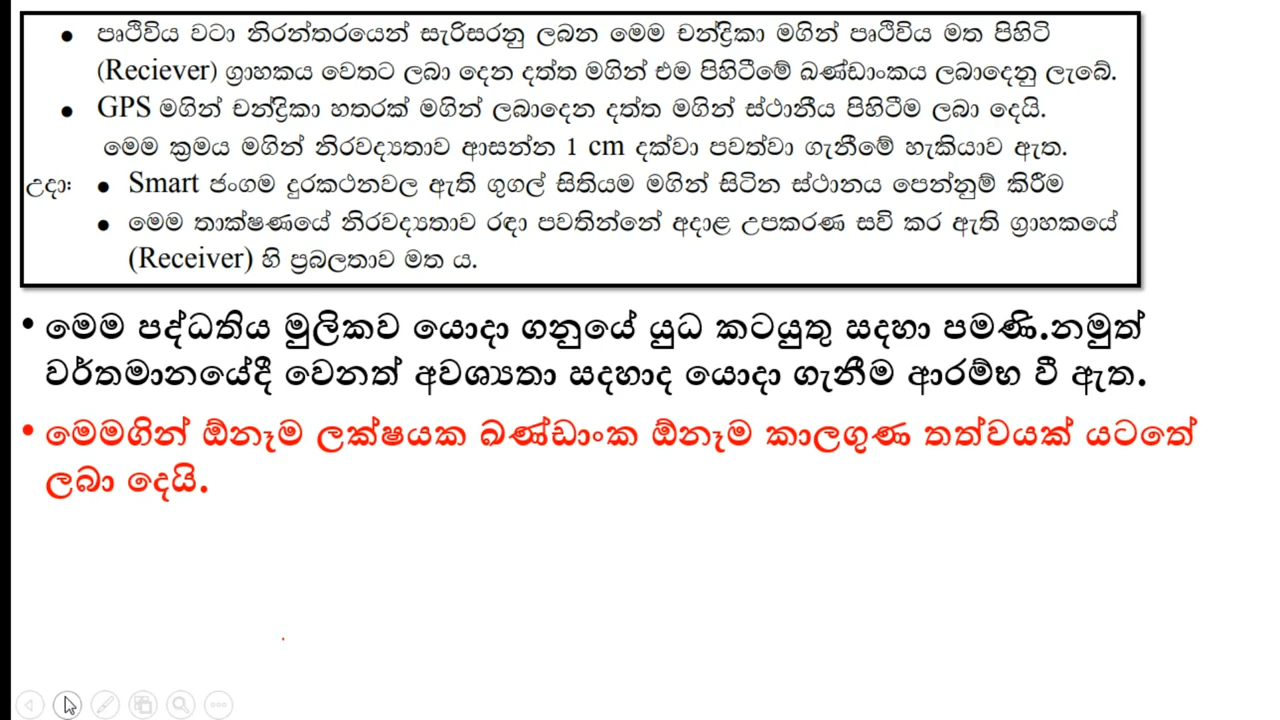 • පෘථිවිය වටා නිරන්තරයෙන් සැරිසරනු ලබන මෙම චන්ද්‍රිකා මගින් පෘථිවිය මත පිහිටි
(Reciever) ග්‍රාහකය වෙතට ලබා දෙන දත්ත මගින් එම පිහිටීමේ ඛණ්ඩාංකය ලබාදෙනු ලැබේ.
• GPS මගින් චන්ද්‍රිකා හතරක් මගින් ලබාදෙන දත්ත මගින් ස්ථානීය පිහිටීම ලබා දෙයි.
මෙම ක්‍රමය මගින් නිරවද්‍යතාව ආසන්න 1 cm දක්වා පවත්වා ගැනීමේ හැකියාව ඇත.
උදා: • Smart ජංගම දුරකථනවල ඇති ගුගල් සිතියම මගින් සිටින ස්ථානය පෙන්නුම් කිරීම
• මෙම තාක්ෂණයේ නිරවද්‍යතාව රඳා පවතින්නේ අදාළ උපකරණ සවි කර ඇති ග්‍රාහකයේ
(Receiver) හි ප්‍රබලතාව මත ය.
• මෙම පද්ධතිය මුලිකව යොදා ගනුයේ යුධ කටයුතු සදහා පමණි.නමුත්
වර්තමානයේදී වෙනත් අවශ්‍යතා සදහාද යොදා ගැනීම ආරම්භ වී ඇත.
• මෙමගින් ඕනෑම ලක්ෂයක ඛණ්ඩාංක ඕනෑම කාලගුණ තත්වයක් යටතේ
ලබා දෙයි.